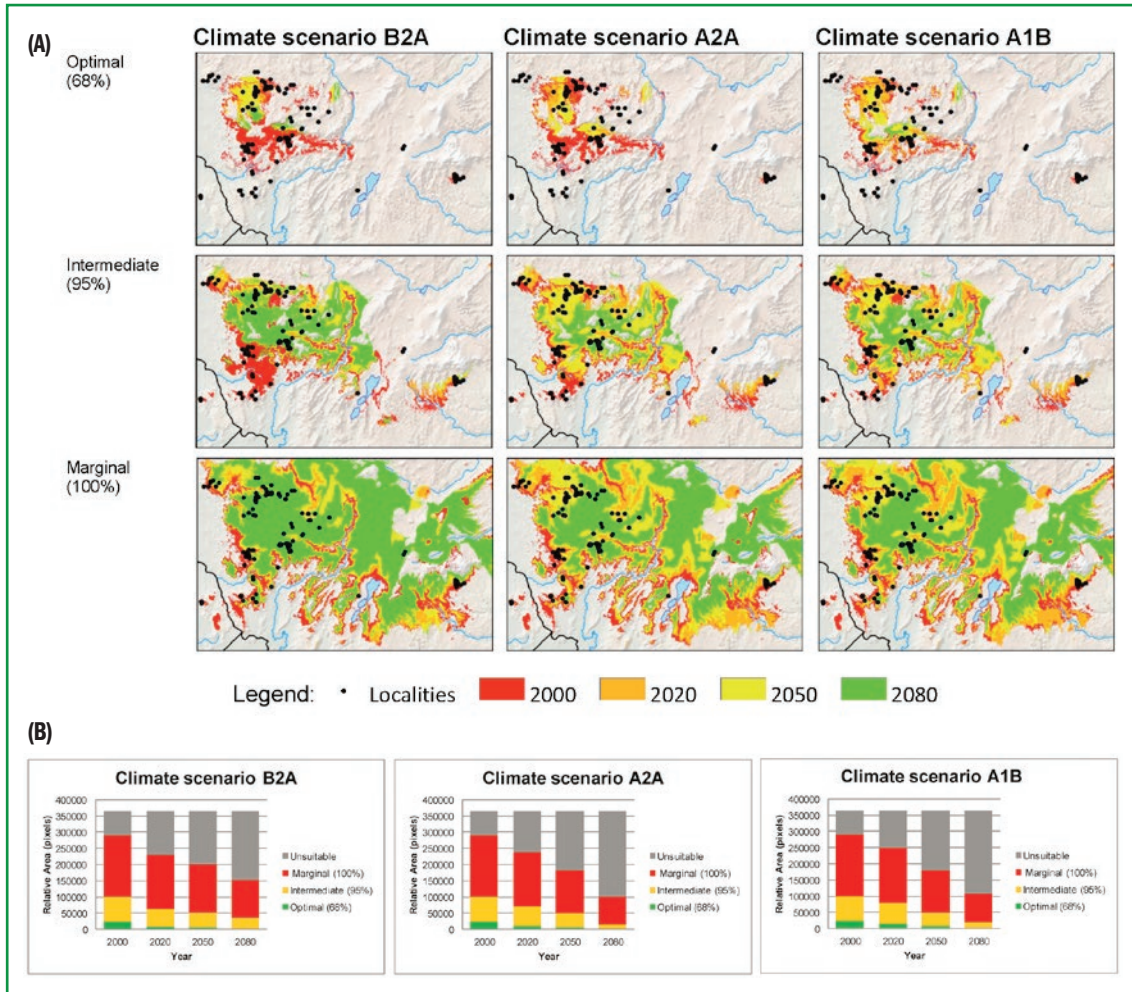 (A)
Climate scenario B2A
Climate scenario A2A
Climate scenario A1B
Optimal
(68%)
Intermediate
(95%)
Marginal
(100%)
Legend: • Localities 2000 2020 2050 2080
(B)
Climate scenario B2A
Relative Area (pixels)
400000
350000
300000
250000
200000
150000
100000
50000
0
2000 2020 2050 2080
Year
Unsuitable
Marginal (100%)
Intermediate (95%)
Optimal (68%)
Climate scenario A2A
Relative Area (pixels)
400000
350000
300000
250000
200000
150000
100000
50000
0
2000 2020 2050 2080
Year
Unsuitable
Marginal (100%)
Intermediate (95%)
Optimal (68%)
Climate scenario A1B
Relative Area (pixels)
400000
350000
300000
250000
200000
150000
100000
50000
0
2000 2020 2050 2080
Year
Unsuitable
Marginal (100%)
Intermediate (95%)
Optimal (68%)